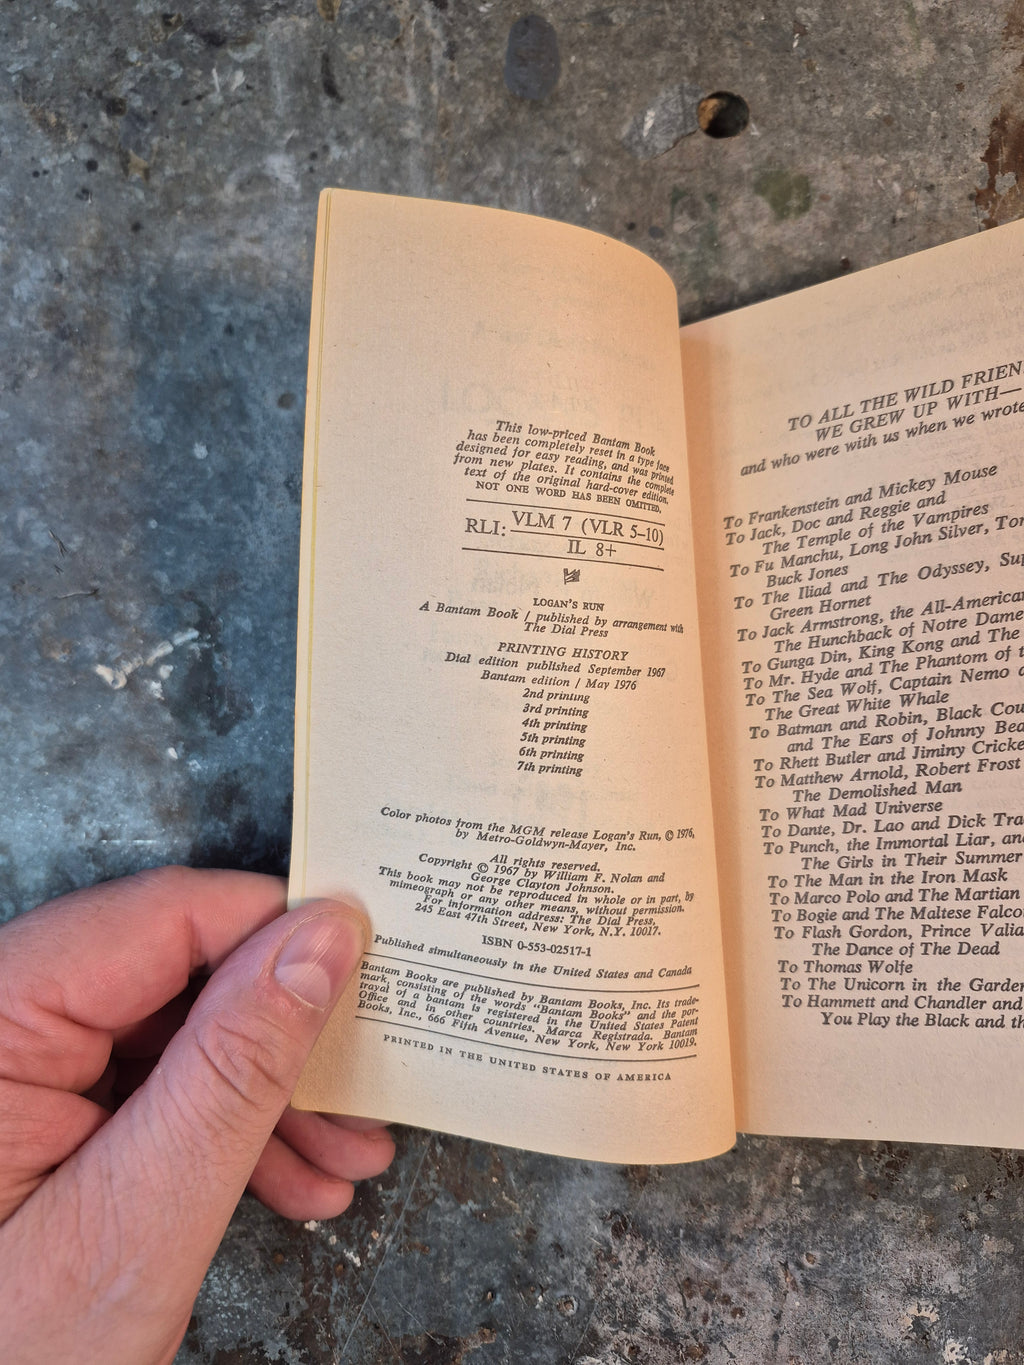 This low-priced Bantam Book
has been completely reset in a type face
designed for easy reading, and was printed
from new plates. It contains the complete
text of the original hard-cover edition.
NOT ONE WORD HAS BEEN OMITTED.
RLI: VLM 7 (VLR 5–10)
IL 8+
LOGAN'S RUN
A Bantam Book / published by arrangement with
The Dial Press
PRINTING HISTORY
Dial edition published September 1967
Bantam edition / May 1976
2nd printing
3rd printing
4th printing
5th printing
6th printing
7th printing
Color photos from the MGM release Logan's Run, © 1976,
by Metro-Goldwyn-Mayer, Inc.
All rights reserved.
Copyright © 1967 by William F. Nolan and
George Clayton Johnson.
This book may not be reproduced in whole or in part, by
mimeograph or any other means, without permission.
For information address: The Dial Press,
245 East 47th Street, New York, N.Y. 10017.
ISBN 0-553-02517-1
Published simultaneously in the United States and Canada
Bantam Books are published by Bantam Books, Inc. Its trade-
mark, consisting of the words "Bantam Books" and the por-
trayal of a bantam is registered in the United States Patent
Office and in other countries. Marca Registrada. Bantam
Books, Inc., 666 Fifth Avenue, New York, New York 10019.
PRINTED IN THE UNITED STATES OF AMERICA
TO ALL THE WILD
WE GREW UP WITH—
and who were with us when we wrote
To Frankenstein and Mickey Mouse
To Jack, Doc and Reggie and
The Temple of the Vampires
To Fu Manchu, Long John Silver,
Buck Jones
To The Iliad and The Odyssey,
Green Hornet
To Jack Armstrong, the All-American
The Hunchback of Notre Dame
To Gunga Din, King Kong and The
To Mr. Hyde and The Phantom of
To The Sea Wolf, Captain Nemo
The Great White Whale
To Batman and Robin, Black
and The Ears of Johnny
To Rhett Butler and Jiminy
To Matthew Arnold, Robert Frost
The Demolished Man
To What Mad Universe
To Dante, Dr. Lao and Dick
To Punch, the Immortal Liar,
The Girls in Their Summer
To The Man in the Iron Mask
To Marco Polo and The Martian
To Bogie and The Maltese
To Flash Gordon, Prince
The Dance of The Dead
To Thomas Wolfe
To The Unicorn in the Garden
To Hammett and Chandler and
You Play the Black and